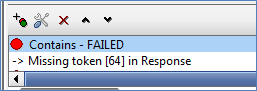 Contains - FAILED
-> Missing token [64] in Response